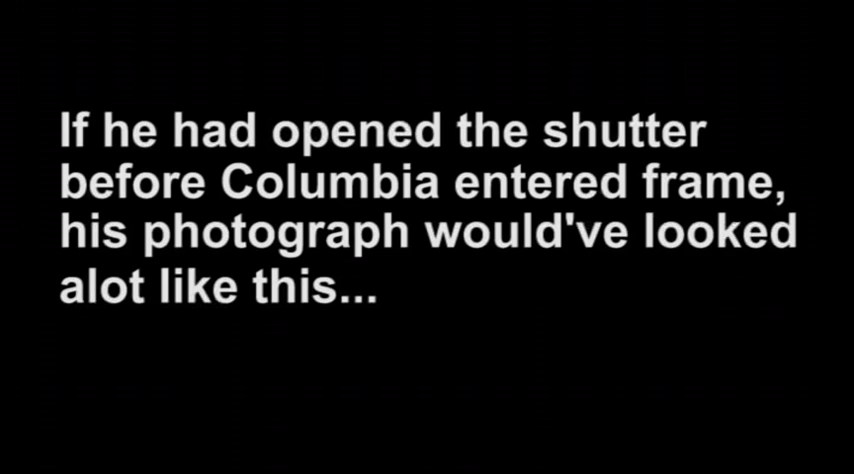 If he had opened the shutter
before Columbia entered frame,
his photograph would've looked
alot like this...